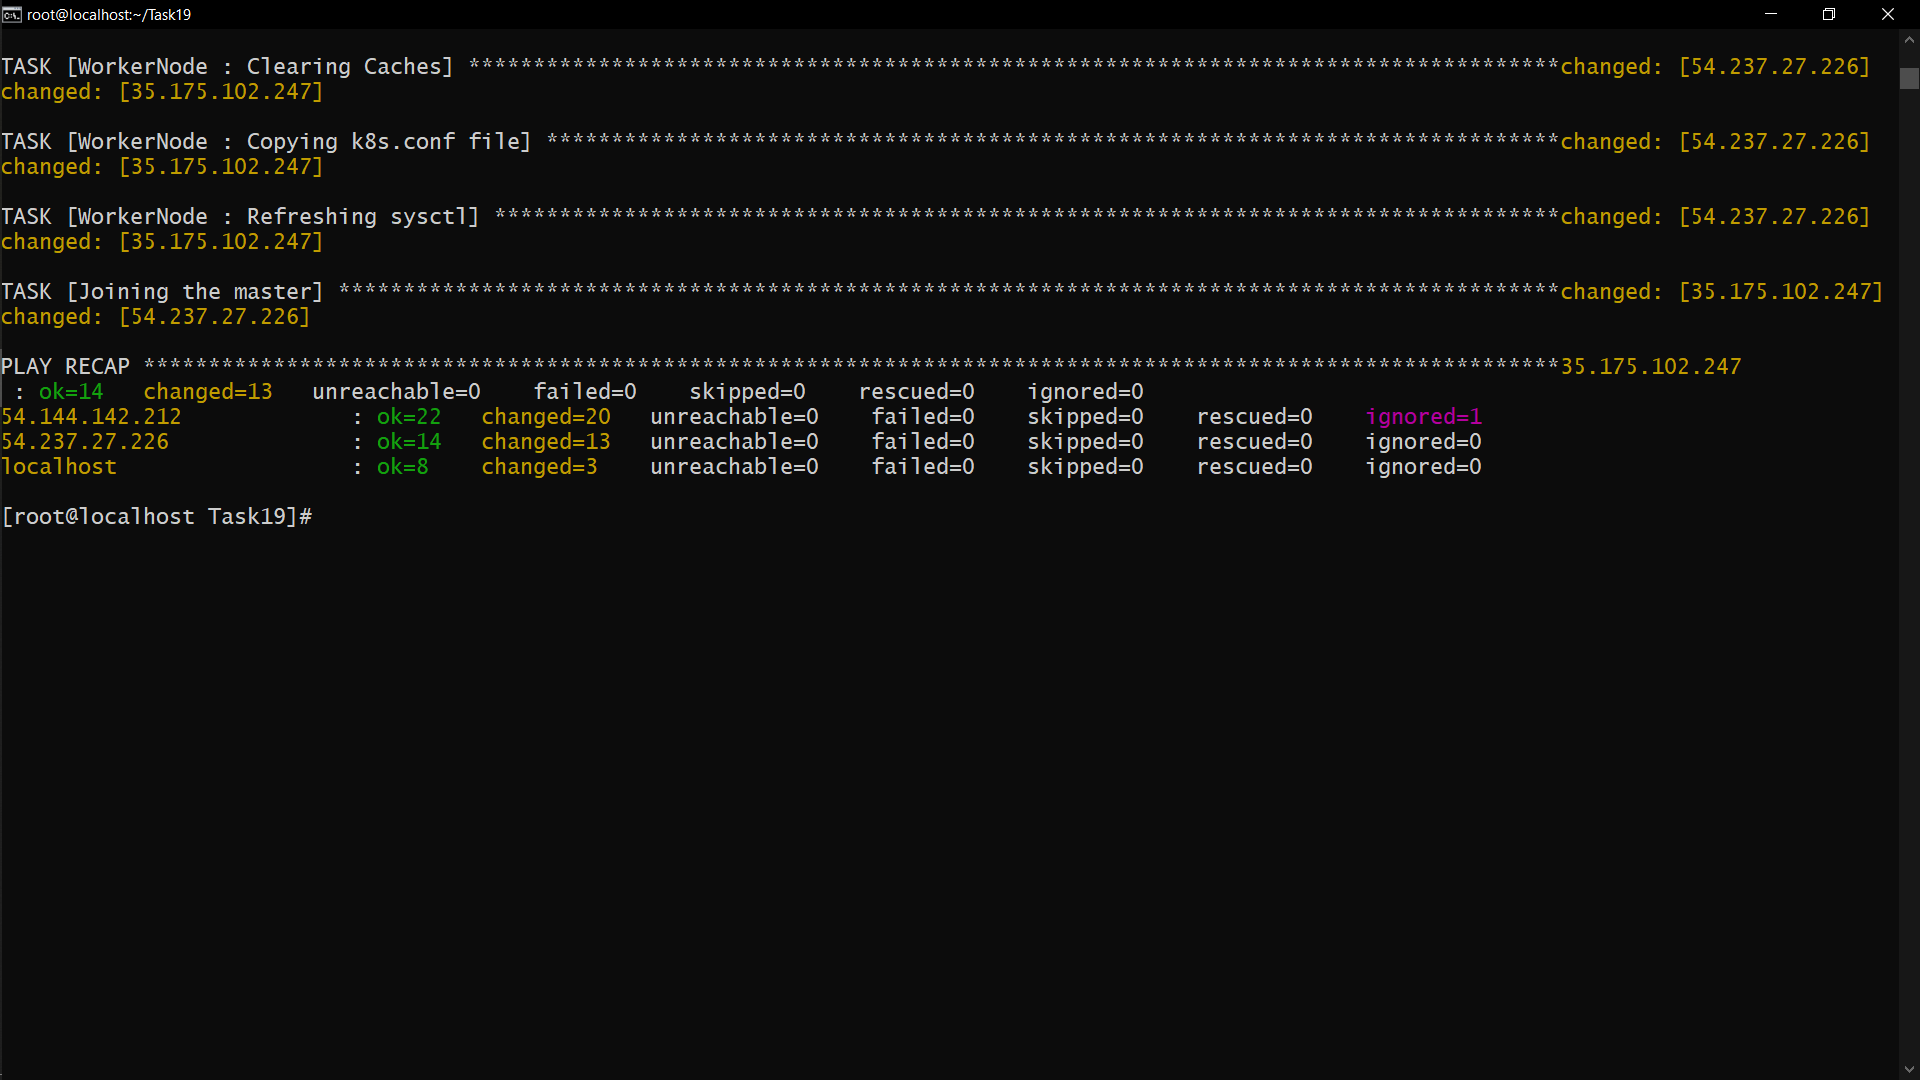 root@localhost:~/Task19
TASK [WorkerNode : Clearing Caches] ************************************************************************************changed: [54.237.27.226]
changed: [35.175.102.247]
TASK [WorkerNode : Copying k8s.conf file] ******************************************************************************changed: [54.237.27.226]
changed: [35.175.102.247]
TASK [WorkerNode : Refreshing sysctl] **********************************************************************************changed: [54.237.27.226]
changed: [35.175.102.247]
TASK [Joining the master] **********************************************************************************************changed: [35.175.102.247]
changed: [54.237.27.226]
PLAY RECAP *************************************************************************************************************35.175.102.247
: ok=14 changed=13 unreachable=0 failed=0 skipped=0 rescued=0 ignored=0
54.144.142.212 : ok=22 changed=20 unreachable=0 failed=0 skipped=0 rescued=0 ignored=1
54.237.27.226 : ok=14 changed=13 unreachable=0 failed=0 skipped=0 rescued=0 ignored=0
localhost : ok=8 changed=3 unreachable=0 failed=0 skipped=0 rescued=0 ignored=0
[root@localhost Task19]#